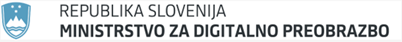 REPUBLIKA SLOVENIJA
MINISTRSTVO ZA DIGITALNO PREOBRAZBO